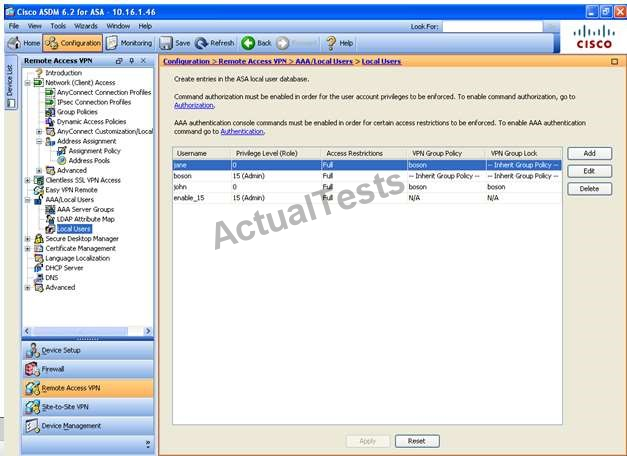 Cisco ASDM 6.2 for ASA - 10.16.1.46
File View Tools Wizards Window Help Look For:
Home Configuration Monitoring Save Refresh Back Forward Help
CISCO
Device List
Remote Access VPN
Introduction
Network (Client) Access
AnyConnect Connection Profiles
IPsec Connection Profiles
Group Policies
Dynamic Access Policies
AnyConnect Customization/Local
Address Assignment
Assignment Policy
Address Pools
Advanced
Clientless SSL VPN Access
Easy VPN Remote
AAA/Local Users
AAA Server Groups
LDAP Attribute Map
Local Users
Secure Desktop Manager
Certificate Management
Language Localization
DHCP Server
DNS
Advanced
Device Setup
Firewall
Remote Access VPN
Site-to-Site VPN
Device Management
»
Configuration > Remote Access VPN > AAA/Local Users > Local Users
Create entries in the ASA local user database.
Command authorization must be enabled in order for the user account privileges to be enforced. To enable command authorization, go to
Authorization.
AAA authentication console commands must be enabled in order for certain access restrictions to be enforced. To enable AAA authentication
command go to Authentication.
Username Privilege Level (Role) Access Restrictions VPN Group Policy VPN Group Lock
jane 0 Full boson -- Inherit Group Policy --
boson 15 (Admin) Full -- Inherit Group Policy -- -- Inherit Group Policy --
john 0 Full boson boson
enable_15 15 (Admin) Full N/A N/A
Add
Edit
Delete
ActualTests
Apply Reset